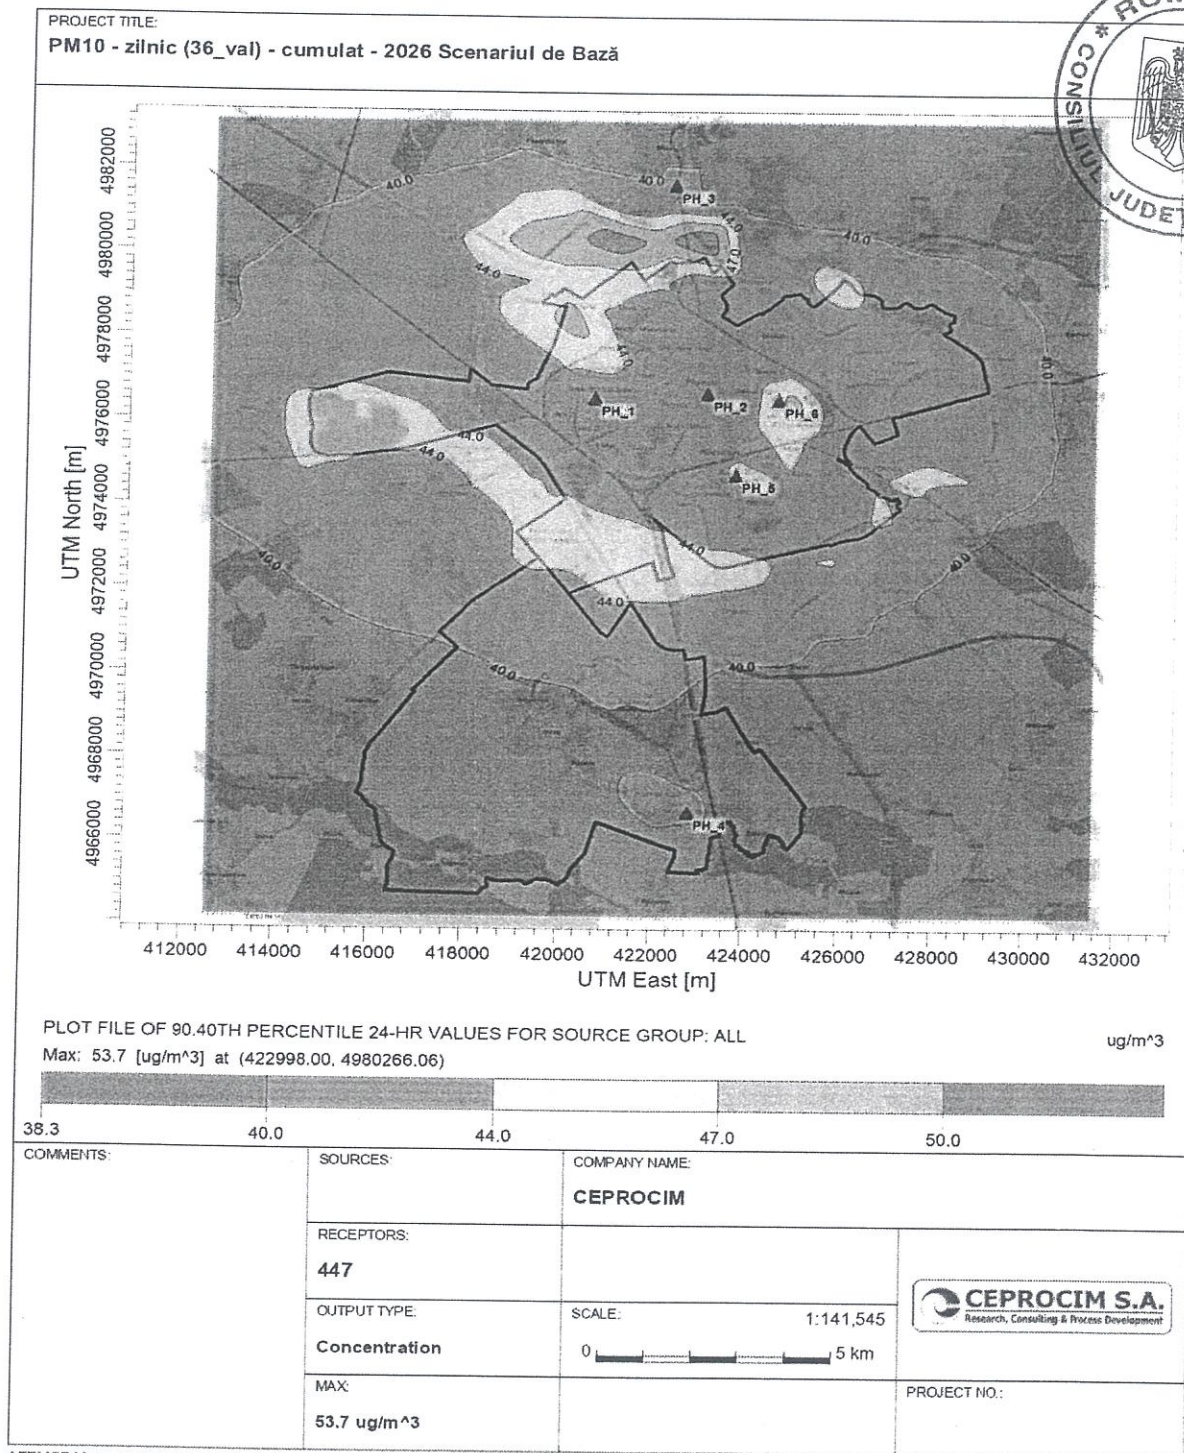 PROJECT TITLE:
PM10 - zilnic (36_val) - cumulat - 2026 Scenariul de Bază
CONSILIUL JUDEȚ
UTM North [m]
4982000
4980000
4978000
4976000
4974000
4972000
4970000
4968000
4966000
40.0
40.0
PH_3
44.0
40.0
47.0
44.0
44.0
40.0
PH_1
PH_2
PH_6
44.0
44.0
PH_5
44.0
40.0
40.0
44.0
40.0
40.0
PH_4
412000 414000 416000 418000 420000 422000 424000 426000 428000 430000 432000
UTM East [m]
PLOT FILE OF 90.40TH PERCENTILE 24-HR VALUES FOR SOURCE GROUP: ALL
ug/m^3
Max: 53.7 [ug/m^3] at (422998.00, 4980266.06)
38.3 40.0 44.0 47.0 50.0
COMMENTS:
SOURCES:
COMPANY NAME:
CEPROCIM
RECEPTORS:
447
OUTPUT TYPE:
Concentration
SCALE:
1:141,545
0 5 km
CEPROCIM S.A.
Research, Consulting & Process Development
MAX:
53.7 ug/m^3
PROJECT NO.: